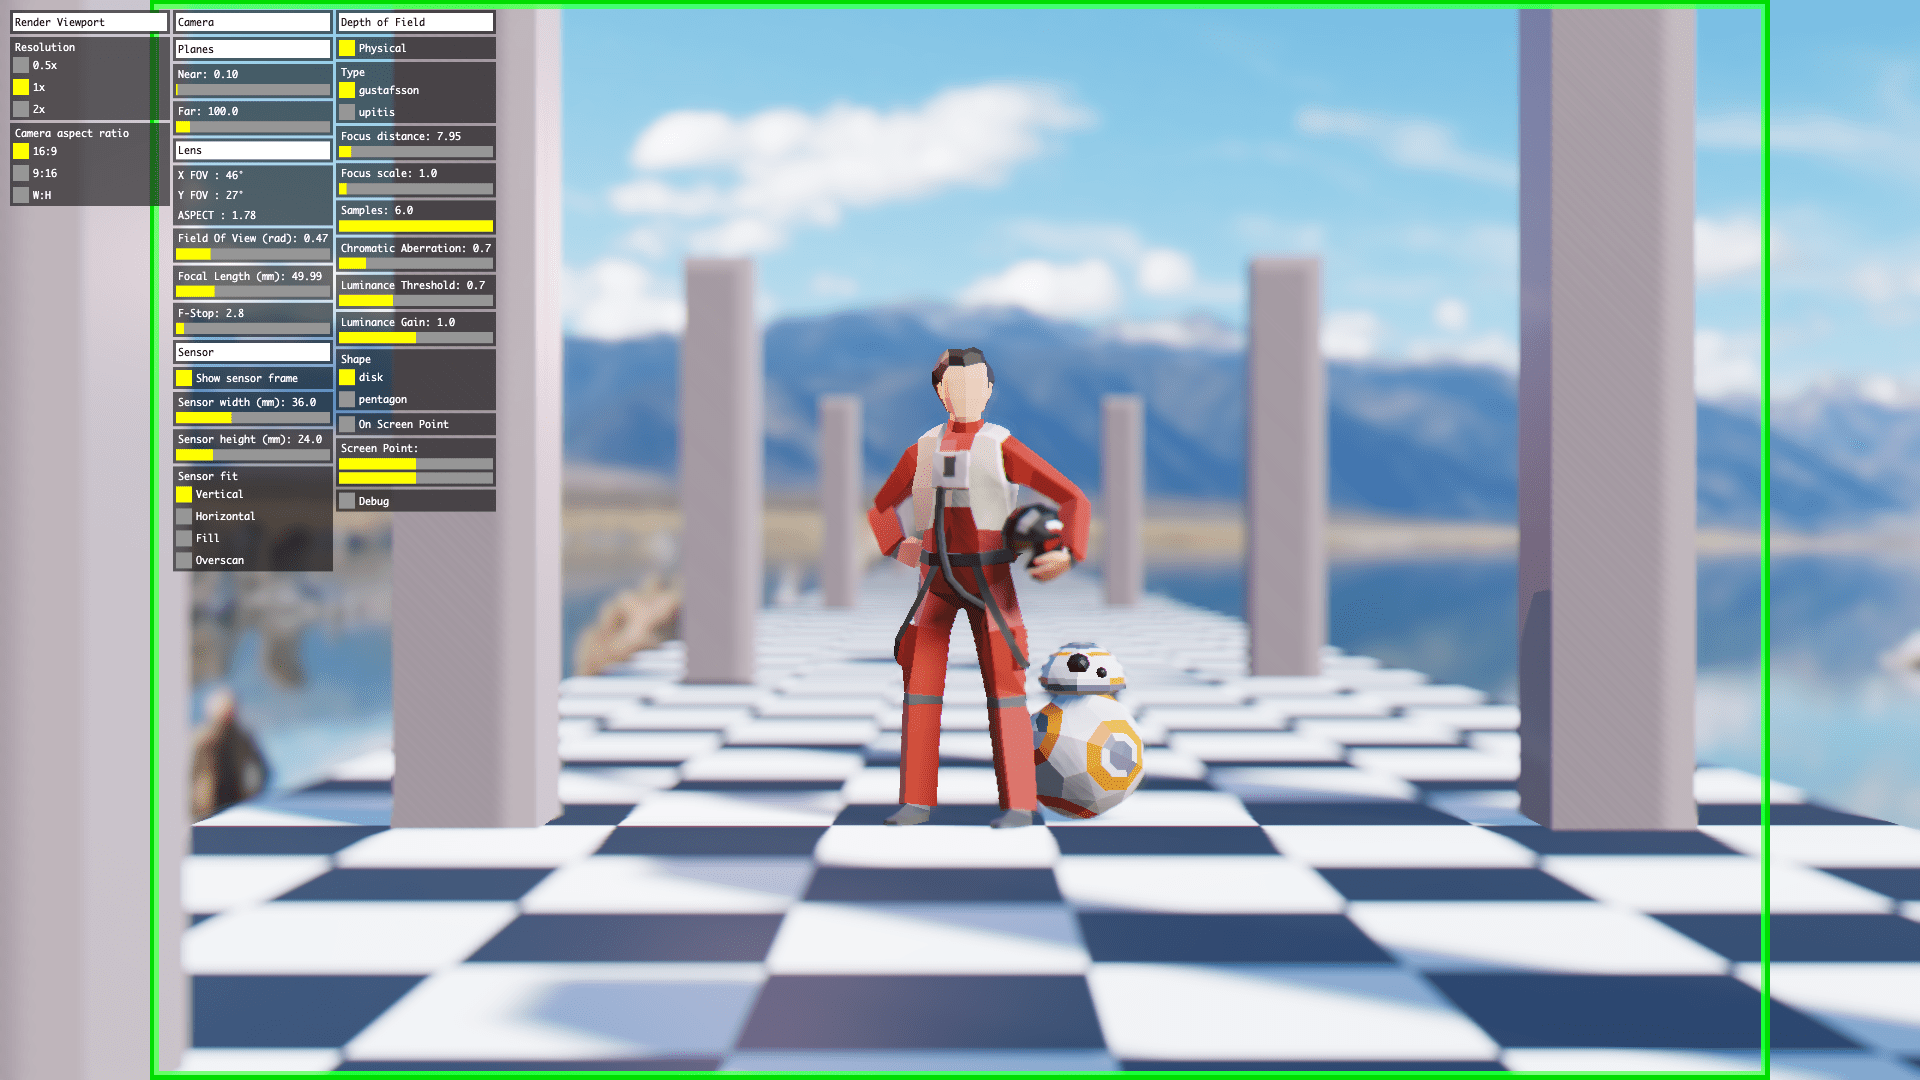 Render Viewport
Resolution
0.5x
1x
2x
Camera aspect ratio
16:9
9:16
W:H
Camera
Planes
Near: 0.10
Far: 100.0
Lens
X FOV : 46°
Y FOV : 27°
ASPECT : 1.78
Field Of View (rad): 0.47
Focal Length (mm): 49.99
F-Stop: 2.8
Sensor
Show sensor frame
Sensor width (mm): 36.0
Sensor height (mm): 24.0
Sensor fit
Vertical
Horizontal
Fill
Overscan
Depth of Field
Physical
Type
gustafsson
upitis
Focus distance: 7.95
Focus scale: 1.0
Samples: 6.0
Chromatic Aberration: 0.7
Luminance Threshold: 0.7
Luminance Gain: 1.0
Shape
disk
pentagon
On Screen Point
Screen Point:
Debug